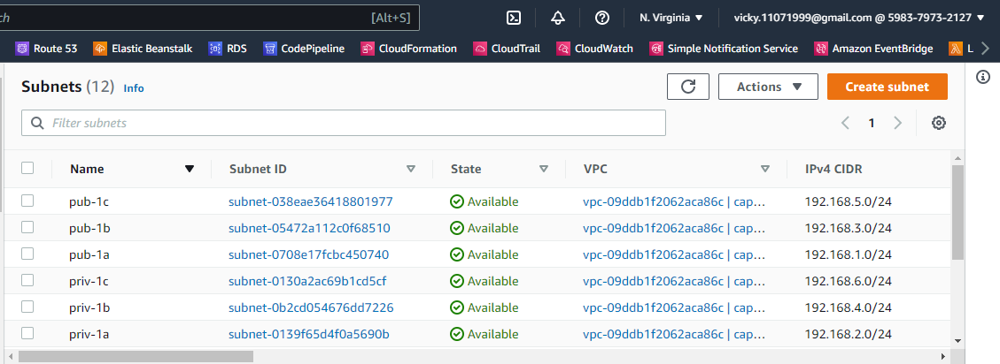 ch [Alt+S] N. Virginia vicky.11071999@gmail.com @ 5983-7973-2127
Route 53 Elastic Beanstalk RDS CodePipeline CloudFormation CloudTrail CloudWatch Simple Notification Service Amazon EventBridge L
Subnets (12) Info Actions Create subnet
Filter subnets 1
Name Subnet ID State VPC IPv4 CIDR
pub-1c subnet-038eae36418801977 Available vpc-09ddb1f2062aca86c | cap… 192.168.5.0/24
pub-1b subnet-05472a112c0f68510 Available vpc-09ddb1f2062aca86c | cap… 192.168.3.0/24
pub-1a subnet-0708e17fcbc450740 Available vpc-09ddb1f2062aca86c | cap… 192.168.1.0/24
priv-1c subnet-0130a2ac69b1cd5cf Available vpc-09ddb1f2062aca86c | cap… 192.168.6.0/24
priv-1b subnet-0b2cd054676dd7226 Available vpc-09ddb1f2062aca86c | cap… 192.168.4.0/24
priv-1a subnet-0139f65d4f0a5690b Available vpc-09ddb1f2062aca86c | cap… 192.168.2.0/24